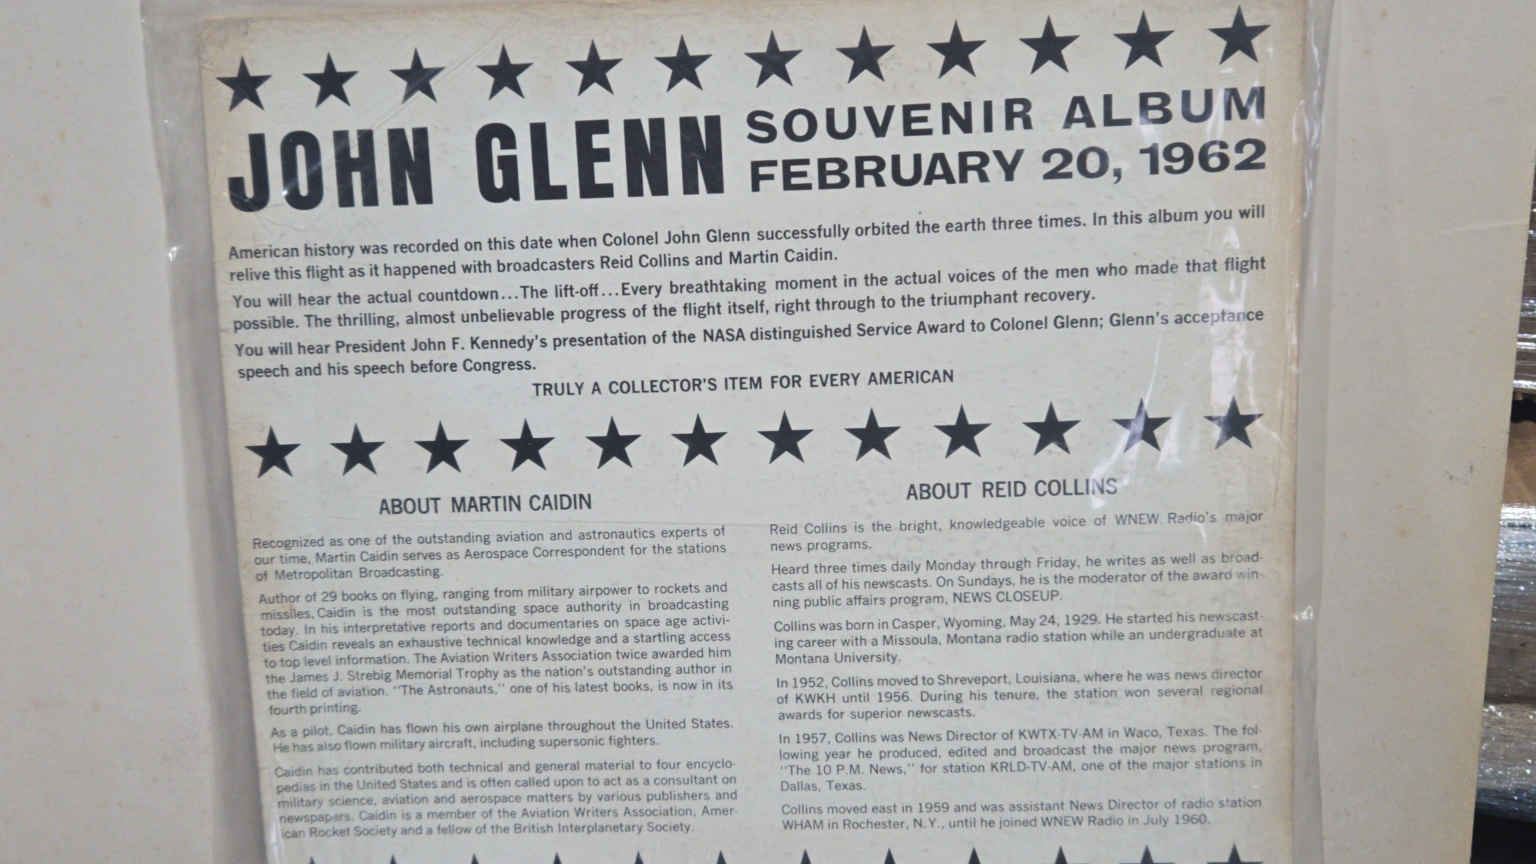 JOHN GLENN SOUVENIR ALBUM
FEBRUARY 20, 1962
American history was recorded on this date when Colonel John Glenn successfully orbited the earth three times. In this album you will
relive this flight as it happened with broadcasters Reid Collins and Martin Caidin.
You will hear the actual countdown...The lift-off...Every breathtaking moment in the actual voices of the men who made that flight
possible. The thrilling, almost unbelievable progress of the flight itself, right through to the triumphant recovery.
You will hear President John F. Kennedy's presentation of the NASA distinguished Service Award to Colonel Glenn; Glenn's acceptance
speech and his speech before Congress.
TRULY A COLLECTOR'S ITEM FOR EVERY AMERICAN
ABOUT MARTIN CAIDIN
Recognized as one of the outstanding aviation and astronautics experts of
our time, Martin Caidin serves as Aerospace Correspondent for the stations
of Metropolitan Broadcasting.
Author of 29 books on flying, ranging from military airpower to rockets and
missiles, Caidin is the most outstanding space authority in broadcasting
today. In his interpretative reports and documentaries on space age activi-
ties Caidin reveals an exhaustive technical knowledge and a startling access
to top level information. The Aviation Writers Association twice awarded him
the James J. Strebig Memorial Trophy as the nation's outstanding author in
the field of aviation. "The Astronauts," one of his latest books, is now in its
fourth printing.
As a pilot, Caidin has flown his own airplane throughout the United States.
He has also flown military aircraft, including supersonic fighters.
Caidin has contributed both technical and general material to four encyclo-
pedias in the United States and is often called upon to act as a consultant on
military science, aviation and aerospace matters by various publishers and
newspapers. Caidin is a member of the Aviation Writers Association, Amer-
ican Rocket Society and a fellow of the British Interplanetary Society.
ABOUT REID COLLINS
Reid Collins is the bright, knowledgeable voice of WNEW Radio's major
news programs.
Heard three times daily Monday through Friday, he writes as well as broad-
casts all of his newscasts. On Sundays, he is the moderator of the award win-
ning public affairs program, NEWS CLOSEUP.
Collins was born in Casper, Wyoming, May 24, 1929. He started his newscast-
ing career with a Missoula, Montana radio station while an undergraduate at
Montana University.
In 1952, Collins moved to Shreveport, Louisiana, where he was news director
of KWKH until 1956. During his tenure, the station won several regional
awards for superior newscasts.
In 1957, Collins was News Director of KWTX-TV-AM in Waco, Texas. The fol-
lowing year he produced, edited and broadcast the major news program,
"The 10 P.M. News," for station KRLD-TV-AM, one of the major stations in
Dallas, Texas.
Collins moved east in 1959 and was assistant News Director of radio station
WHAM in Rochester, N.Y., until he joined WNEW Radio in July 1960.